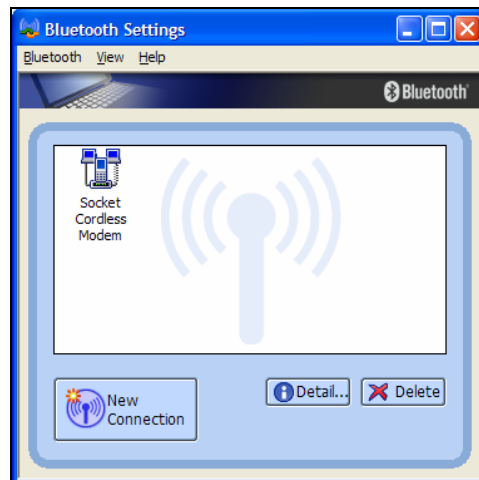 Bluetooth Settings
Bluetooth View Help
Bluetooth
Socket
Cordless
Modem
New
Connection
Detail...
Delete